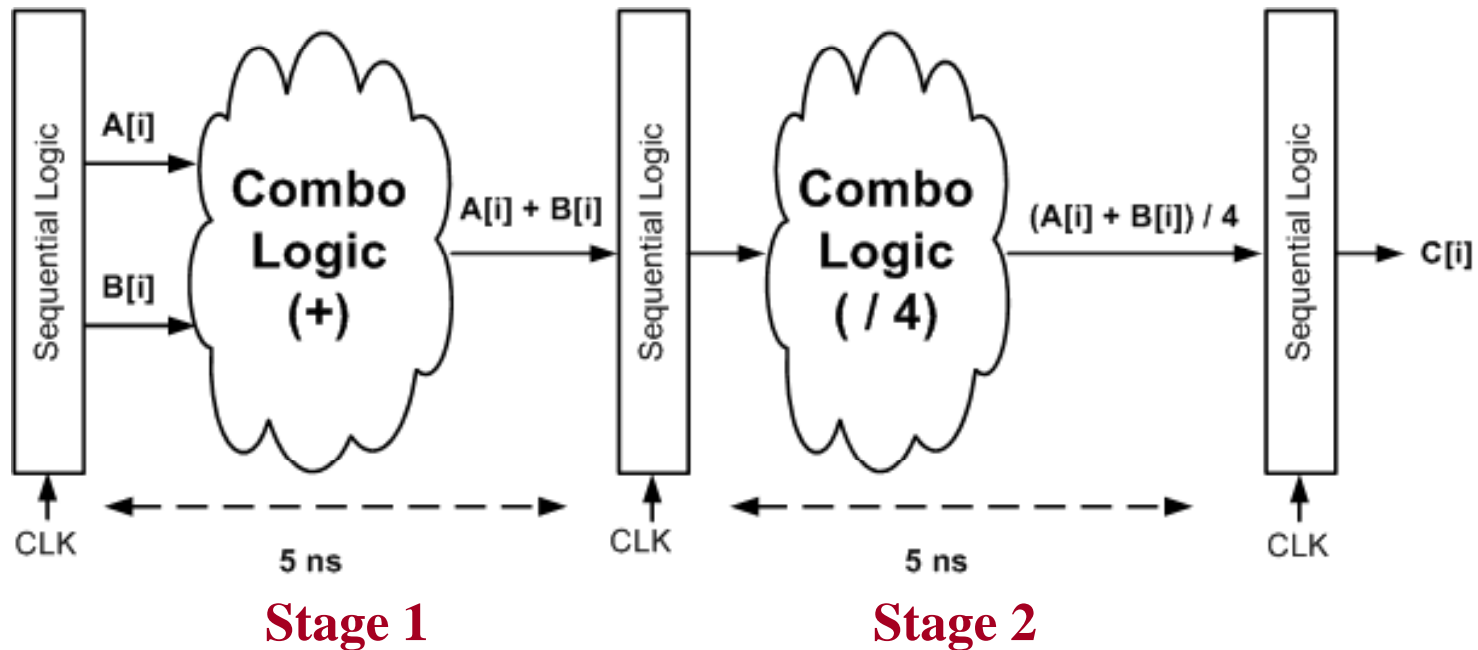 Sequential Logic
A[i]
B[i]
Combo
Logic
(+)
A[i] + B[i]
Sequential Logic
Combo
Logic
( / 4)
(A[i] + B[i]) / 4
Sequential Logic
C[i]
CLK
5 ns
CLK
5 ns
CLK
Stage 1
Stage 2